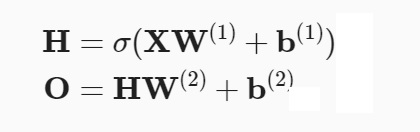 H = σ(XW⁽¹⁾ + b⁽¹⁾)
O = HW⁽²⁾ + b⁽²⁾